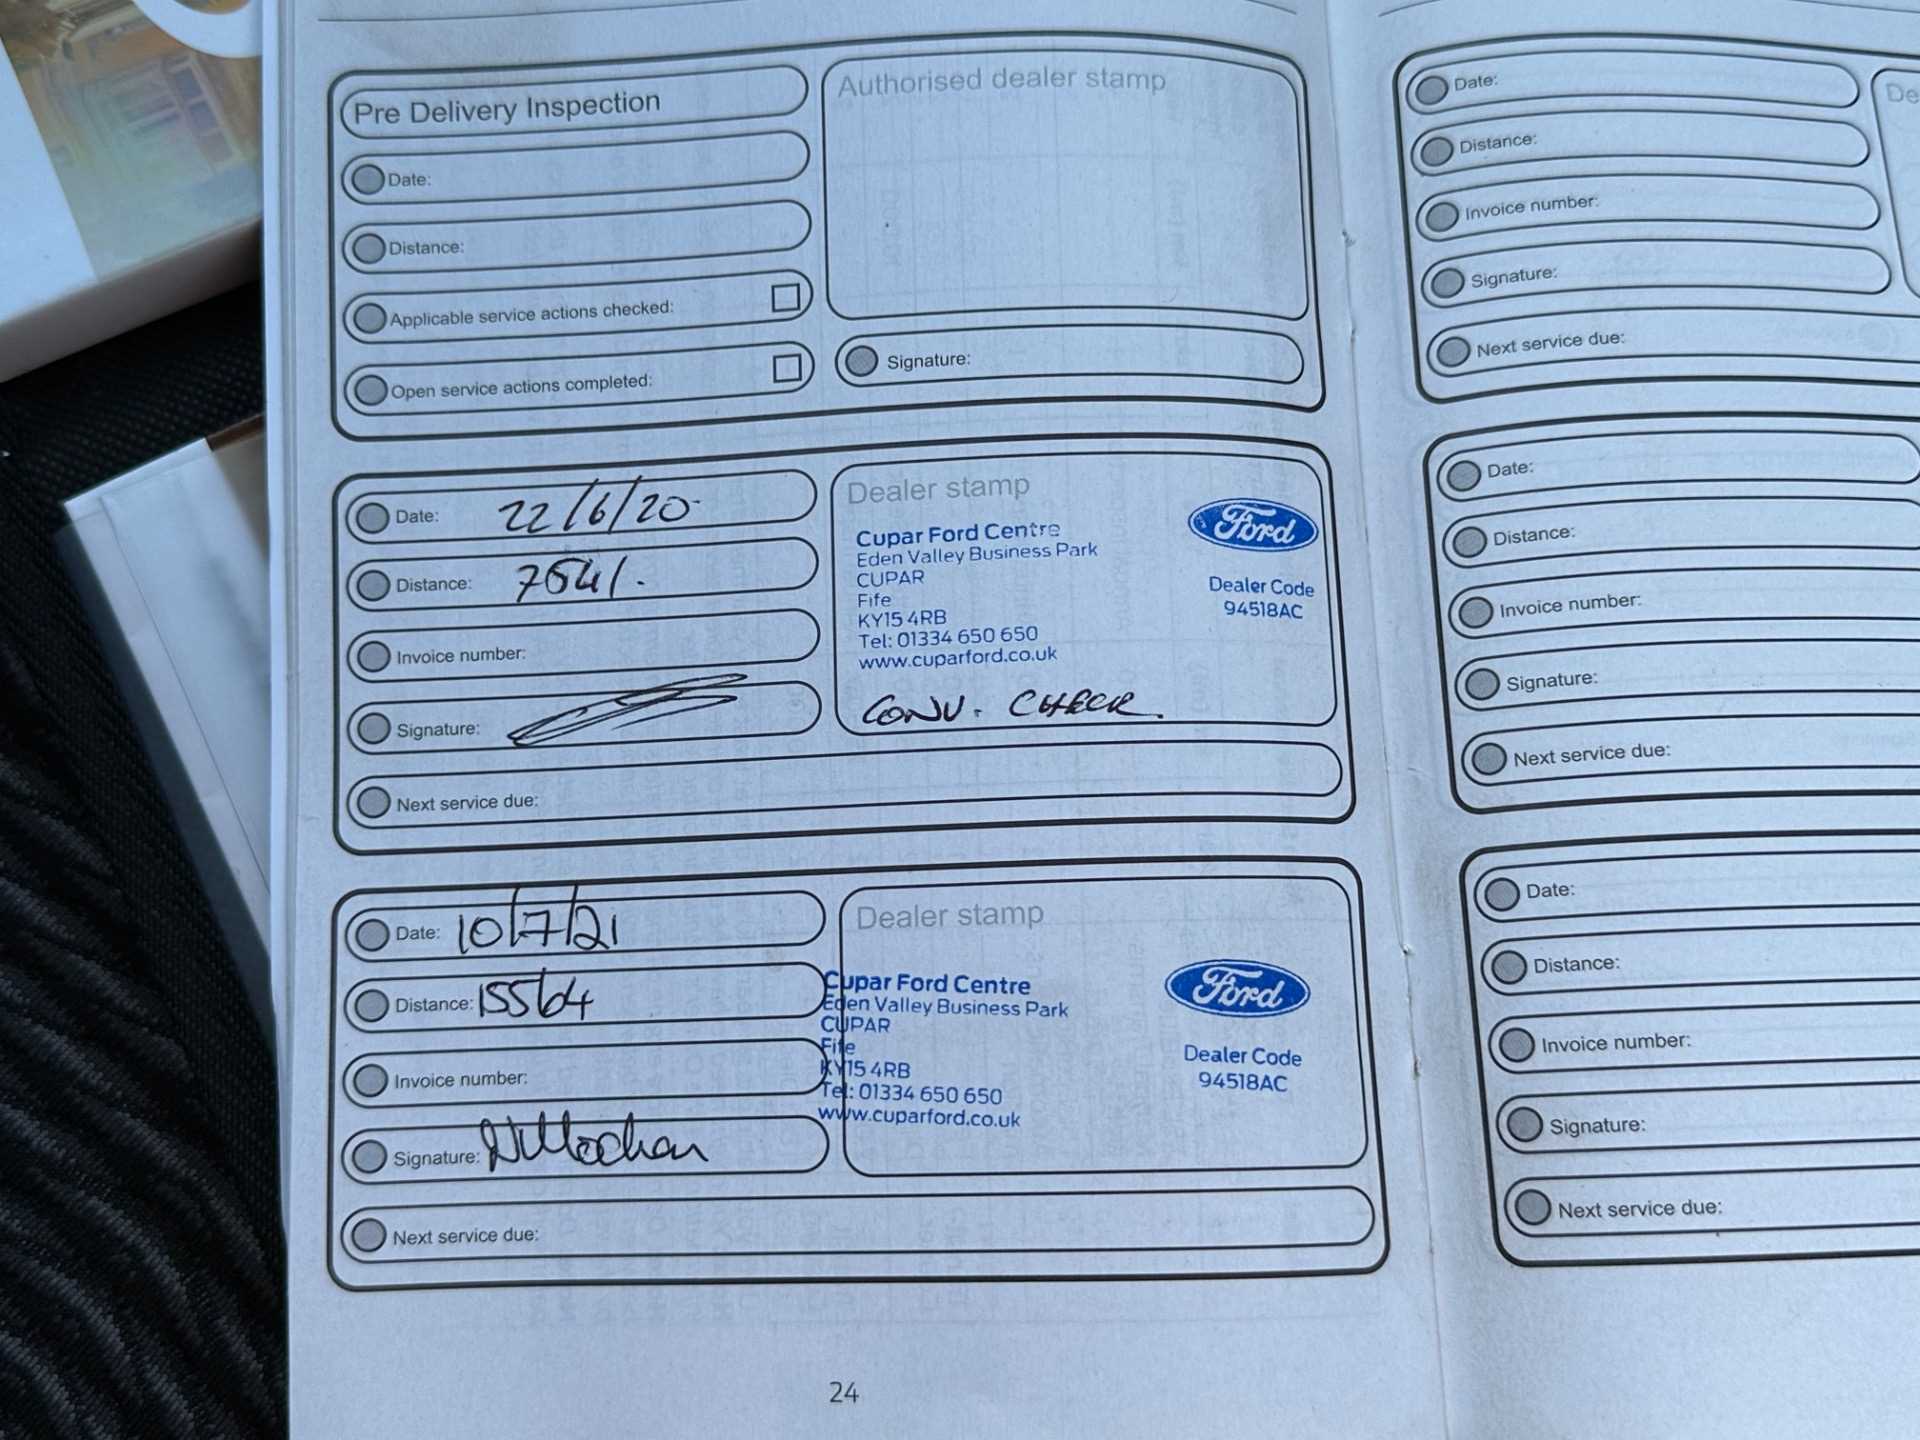 Pre Delivery Inspection
Date:
Distance:
Applicable service actions checked:
Open service actions completed:
Authorised dealer stamp
Signature:
Date: 22/6/20
Distance: 7641.
Invoice number:
Signature:
Next service due:
Dealer stamp
Cupar Ford Centre
Eden Valley Business Park
CUPAR
Fife
KY15 4RB
Tel: 01334 650 650
www.cuparford.co.uk
Ford
Dealer Code
94518AC
CONV. CHECK.
Date: 10/7/21
Distance: 15564
Invoice number:
Signature:
Next service due:
Dealer stamp
Cupar Ford Centre
Eden Valley Business Park
CUPAR
Fife
KY15 4RB
Tel: 01334 650 650
www.cuparford.co.uk
Ford
Dealer Code
94518AC
24
Date:
Distance:
Invoice number:
Signature:
Next service due:
Date:
Distance:
Invoice number:
Signature:
Next service due:
Date:
Distance:
Invoice number:
Signature:
Next service due: